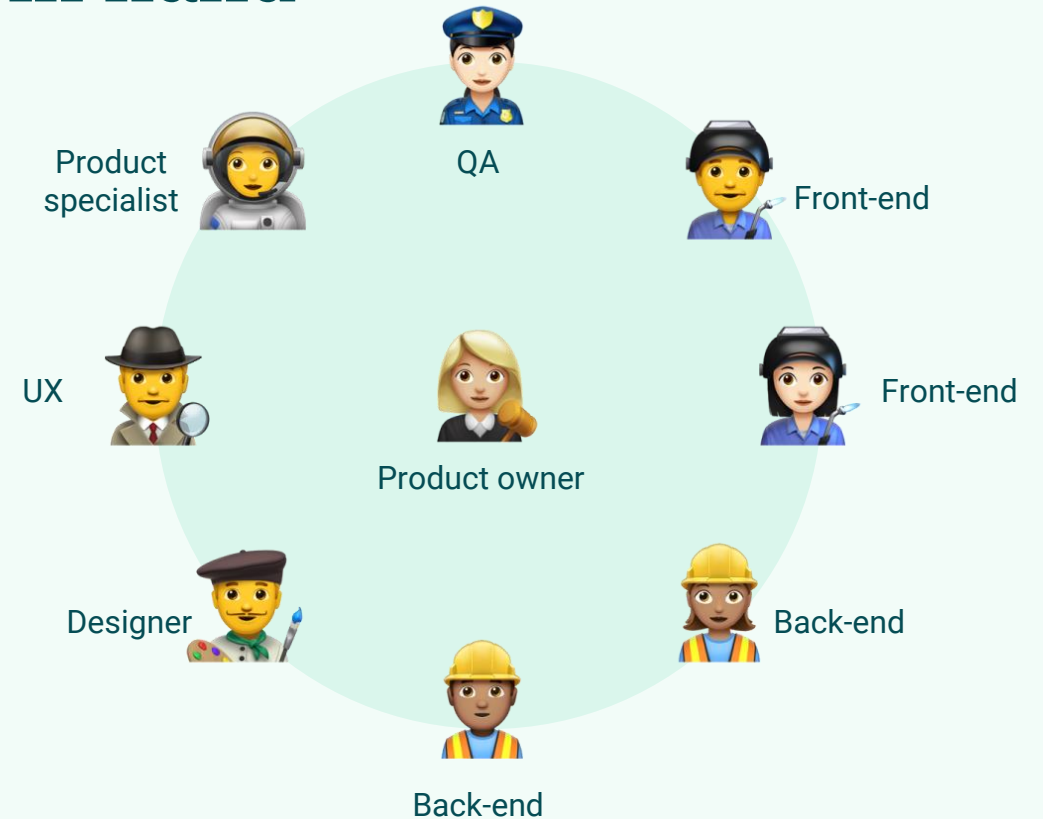 QA
Product
specialist
Front-end
UX
Front-end
Product owner
Designer
Back-end
Back-end